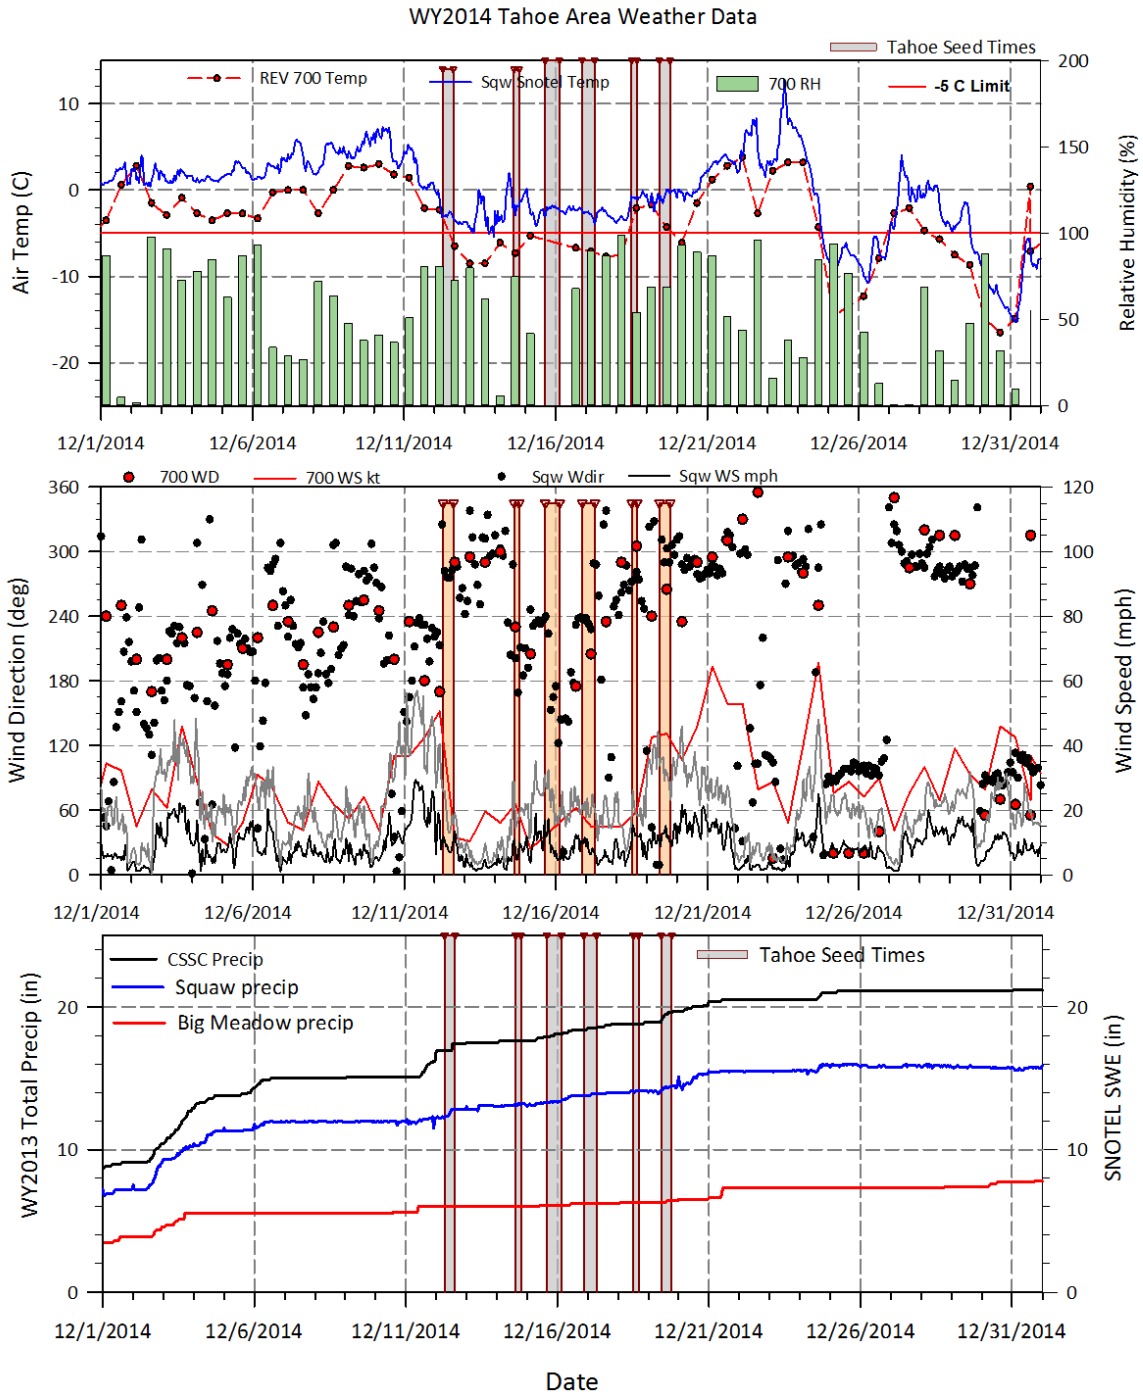 WY2014 Tahoe Area Weather Data
Tahoe Seed Times
REV 700 Temp
Sqw Snotel Temp
700 RH
-5 C Limit
Air Temp (C)
10
0
-10
-20
200
150
100
50
0
Relative Humidity (%)
12/1/2014 12/6/2014 12/11/2014 12/16/2014 12/21/2014 12/26/2014 12/31/2014
700 WD
700 WS kt
Sqw Wdir
Sqw WS mph
Wind Direction (deg)
360
300
240
180
120
60
0
120
100
80
60
40
20
0
Wind Speed (mph)
12/1/2014 12/6/2014 12/11/2014 12/16/2014 12/21/2014 12/26/2014 12/31/2014
CSSC Precip
Squaw precip
Big Meadow precip
Tahoe Seed Times
WY2013 Total Precip (in)
20
10
0
20
10
0
SNOTEL SWE (in)
12/1/2014 12/6/2014 12/11/2014 12/16/2014 12/21/2014 12/26/2014 12/31/2014
Date